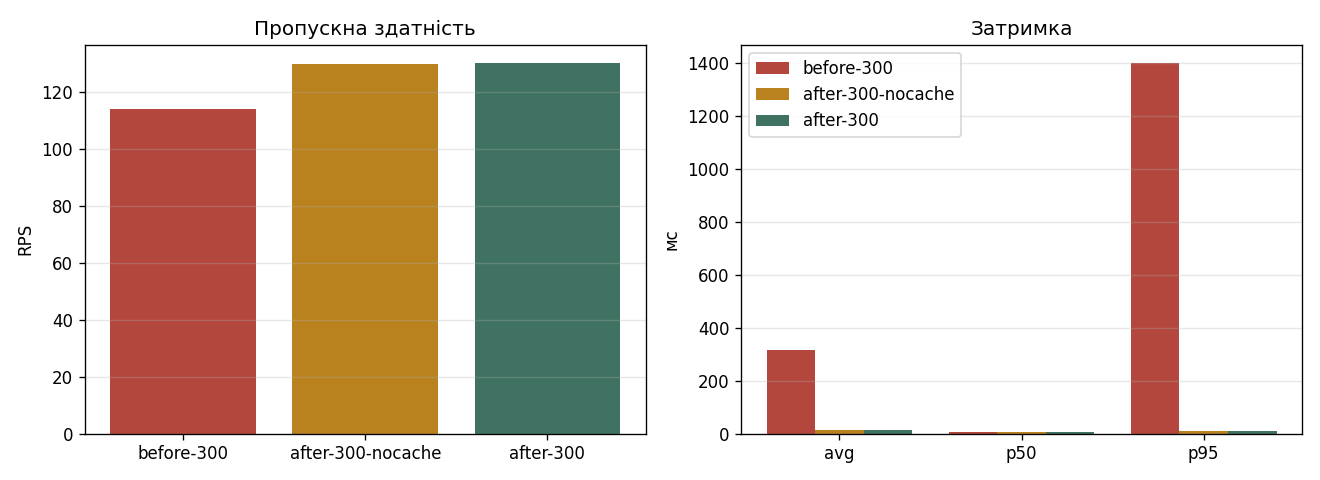 Пропускна здатність
RPS
120
100
80
60
40
20
0
before-300
after-300-nocache
after-300
Затримка
мс
1400
1200
1000
800
600
400
200
0
before-300
after-300-nocache
after-300
avg
p50
p95